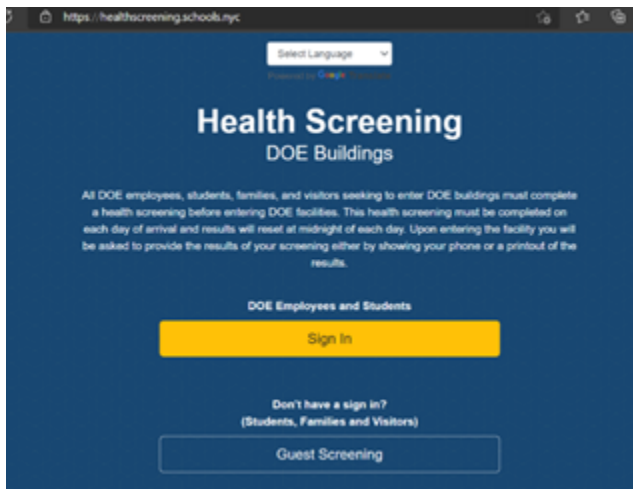 https://healthscreening.schools.nyc
Select Language
Powered by Google
Health Screening
DOE Buildings
All DOE employees, students, families, and visitors seeking to enter DOE buildings must complete
a health screening before entering DOE facilities. This health screening must be completed on
each day of arrival and results will reset at midnight of each day. Upon entering the facility you will
be asked to provide the results of your screening either by showing your phone or a printout of the
results.
DOE Employees and Students
Sign In
Don't have a sign in?
(Students, Families and Visitors)
Guest Screening